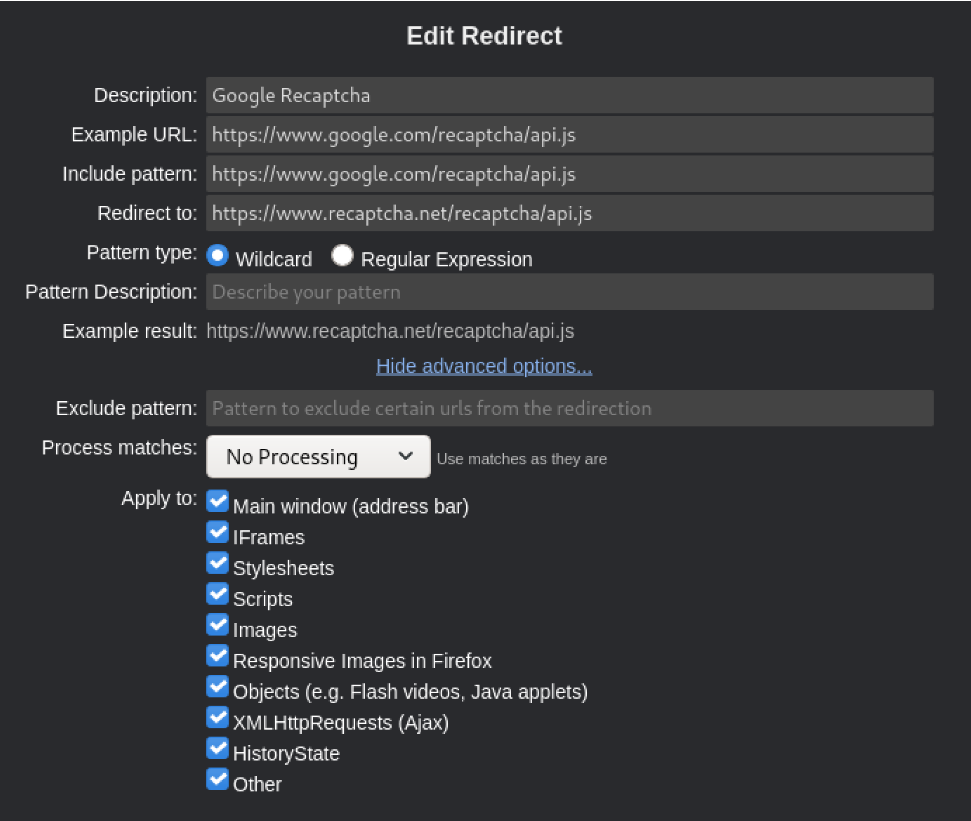 Edit Redirect
Description: Google Recaptcha
Example URL: https://www.google.com/recaptcha/api.js
Include pattern: https://www.google.com/recaptcha/api.js
Redirect to: https://www.recaptcha.net/recaptcha/api.js
Pattern type: Wildcard Regular Expression
Pattern Description: Describe your pattern
Example result: https://www.recaptcha.net/recaptcha/api.js
Hide advanced options...
Exclude pattern: Pattern to exclude certain urls from the redirection
Process matches: No Processing Use matches as they are
Apply to: Main window (address bar)
IFrames
Stylesheets
Scripts
Images
Responsive Images in Firefox
Objects (e.g. Flash videos, Java applets)
XMLHttpRequests (Ajax)
HistoryState
Other